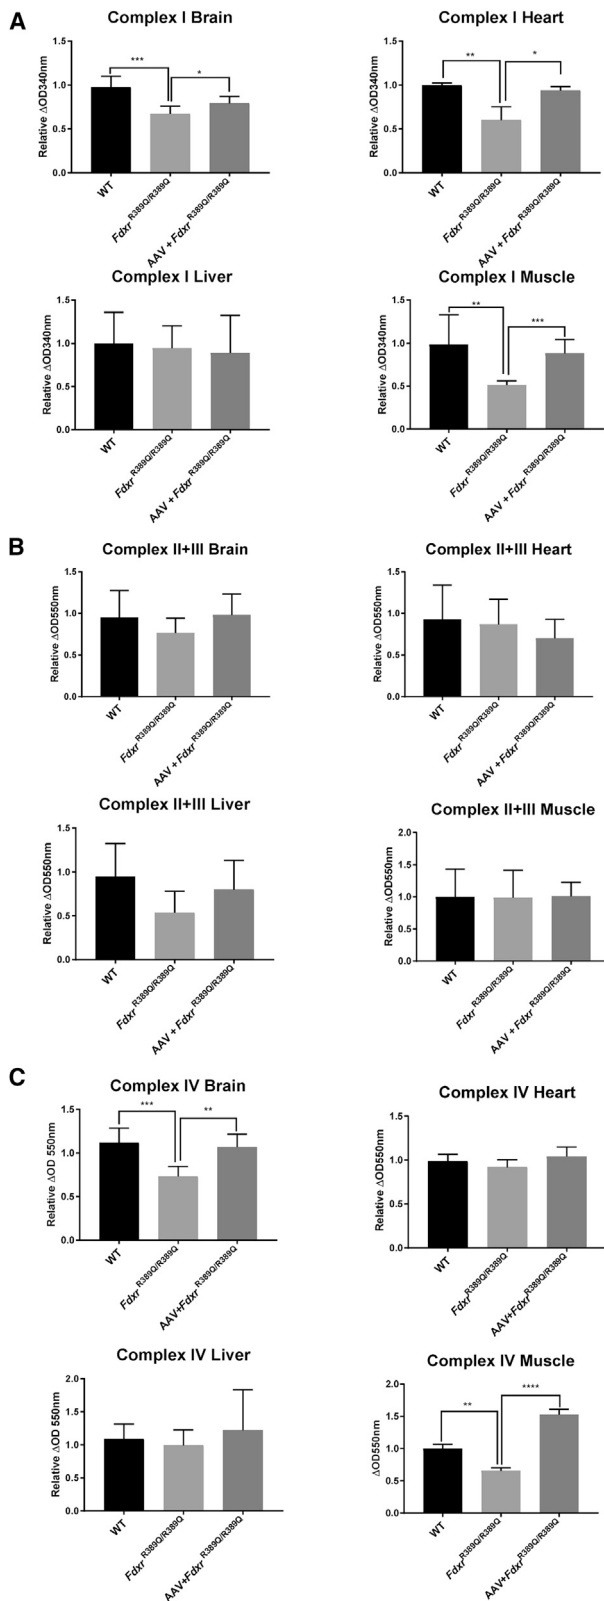 A
Complex I Brain
Relative ΔOD340nm
1.5
1.0
0.5
0.0
***
*
WT
Fdxr R389Q/R389Q
AAV + Fdxr R389Q/R389Q
Complex I Heart
Relative ΔOD340nm
1.5
1.0
0.5
0.0
**
*
WT
Fdxr R389Q/R389Q
AAV + Fdxr R389Q/R389Q
Complex I Liver
Relative ΔOD340nm
1.5
1.0
0.5
0.0
WT
Fdxr R389Q/R389Q
AAV + Fdxr R389Q/R389Q
Complex I Muscle
Relative ΔOD340nm
1.5
1.0
0.5
0.0
**
***
WT
Fdxr R389Q/R389Q
AAV + Fdxr R389Q/R389Q
B
Complex II+III Brain
Relative ΔOD550nm
1.5
1.0
0.5
0.0
WT
Fdxr R389Q/R389Q
AAV + Fdxr R389Q/R389Q
Complex II+III Heart
Relative ΔOD550nm
1.5
1.0
0.5
0.0
WT
Fdxr R389Q/R389Q
AAV + Fdxr R389Q/R389Q
Complex II+III Liver
Relative ΔOD550nm
1.5
1.0
0.5
0.0
WT
Fdxr R389Q/R389Q
AAV + Fdxr R389Q/R389Q
Complex II+III Muscle
Relative ΔOD550nm
2.0
1.5
1.0
0.5
0.0
WT
Fdxr R389Q/R389Q
AAV + Fdxr R389Q/R389Q
C
Complex IV Brain
Relative ΔOD 550nm
1.5
1.0
0.5
0.0
***
**
WT
Fdxr R389Q/R389Q
AAV+Fdxr R389Q/R389Q
Complex IV Heart
Relative ΔOD550nm
1.5
1.0
0.5
0.0
WT
Fdxr R389Q/R389Q
AAV+Fdxr R389Q/R389Q
Complex IV Liver
Relative ΔOD 550nm
2.0
1.5
1.0
0.5
0.0
WT
Fdxr R389Q/R389Q
AAV+Fdxr R389Q/R389Q
Complex IV Muscle
ΔOD550nm
2.0
1.5
1.0
0.5
0.0
**
****
WT
Fdxr R389Q/R389Q
AAV+Fdxr R389Q/R389Q